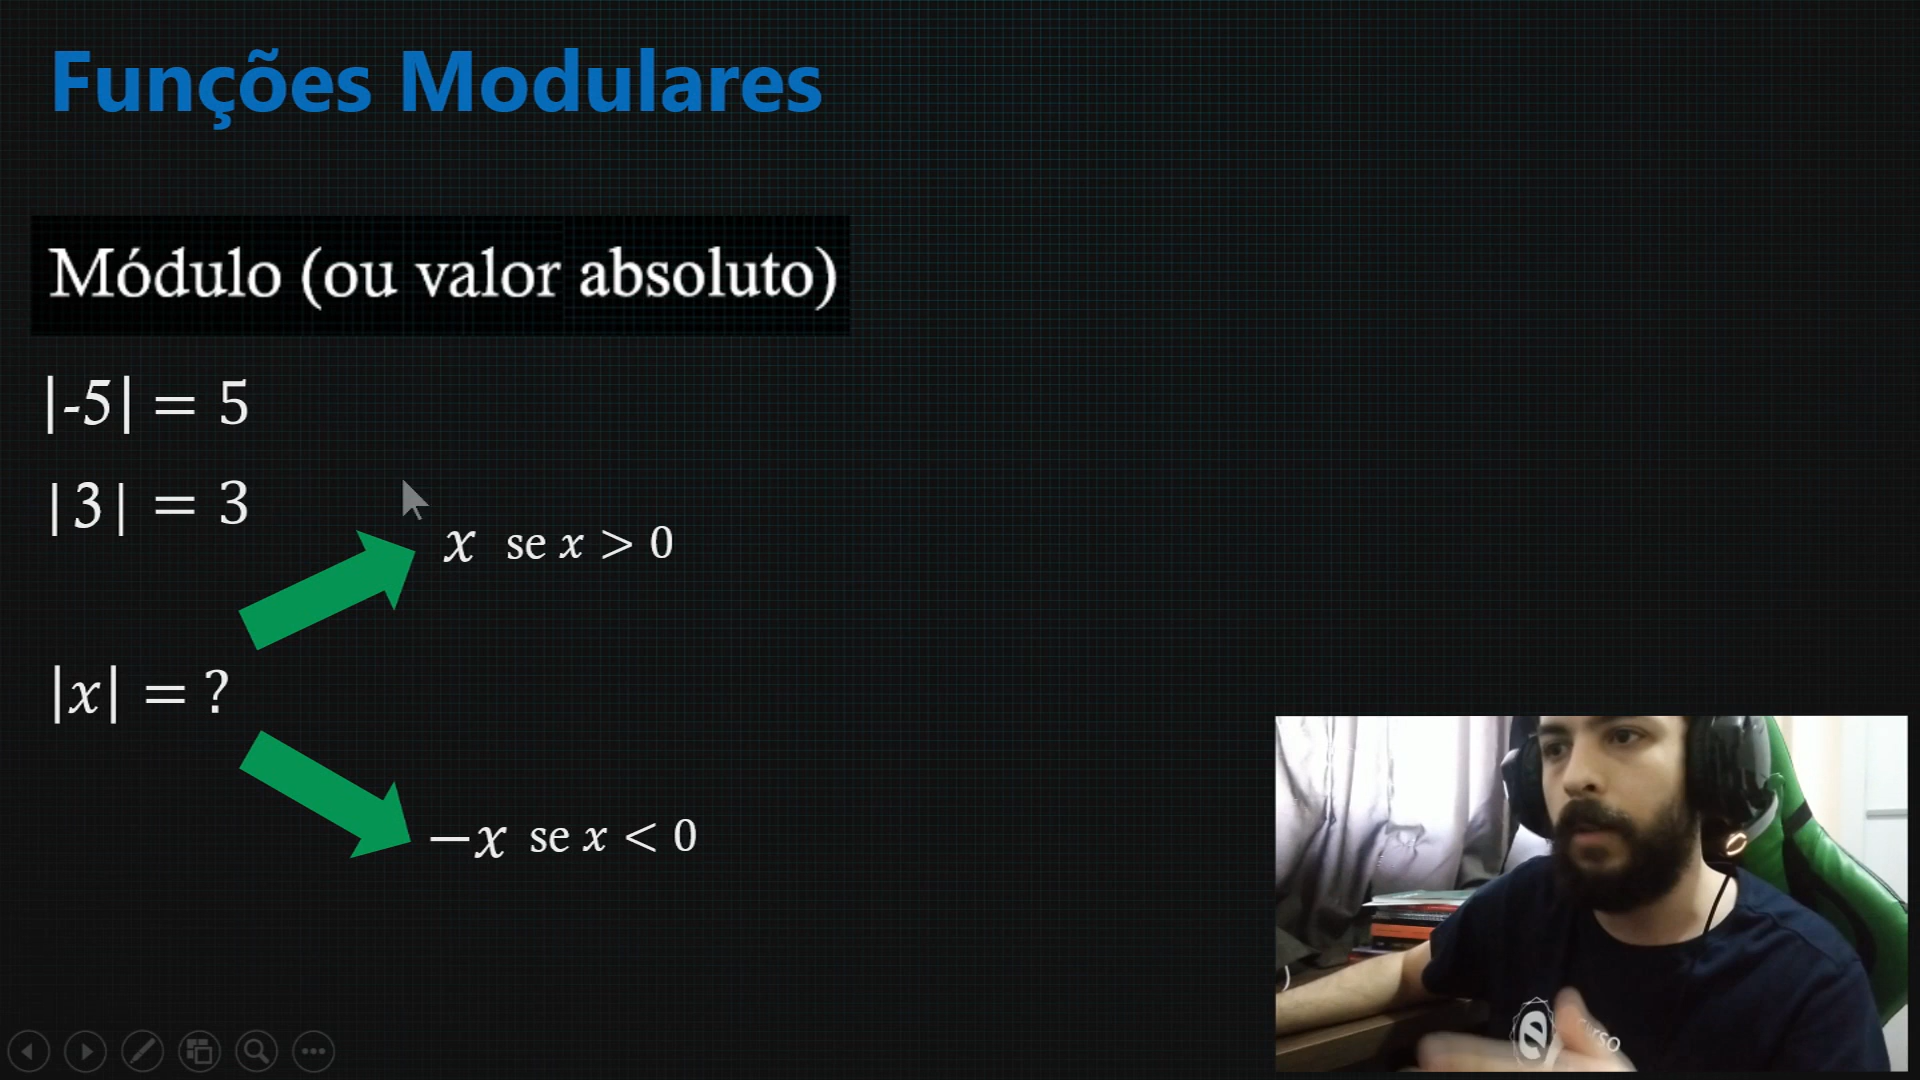 Funções Modulares
Módulo (ou valor absoluto)
|-5| = 5
|3| = 3
x se x > 0
|x| = ?
−x se x < 0
e